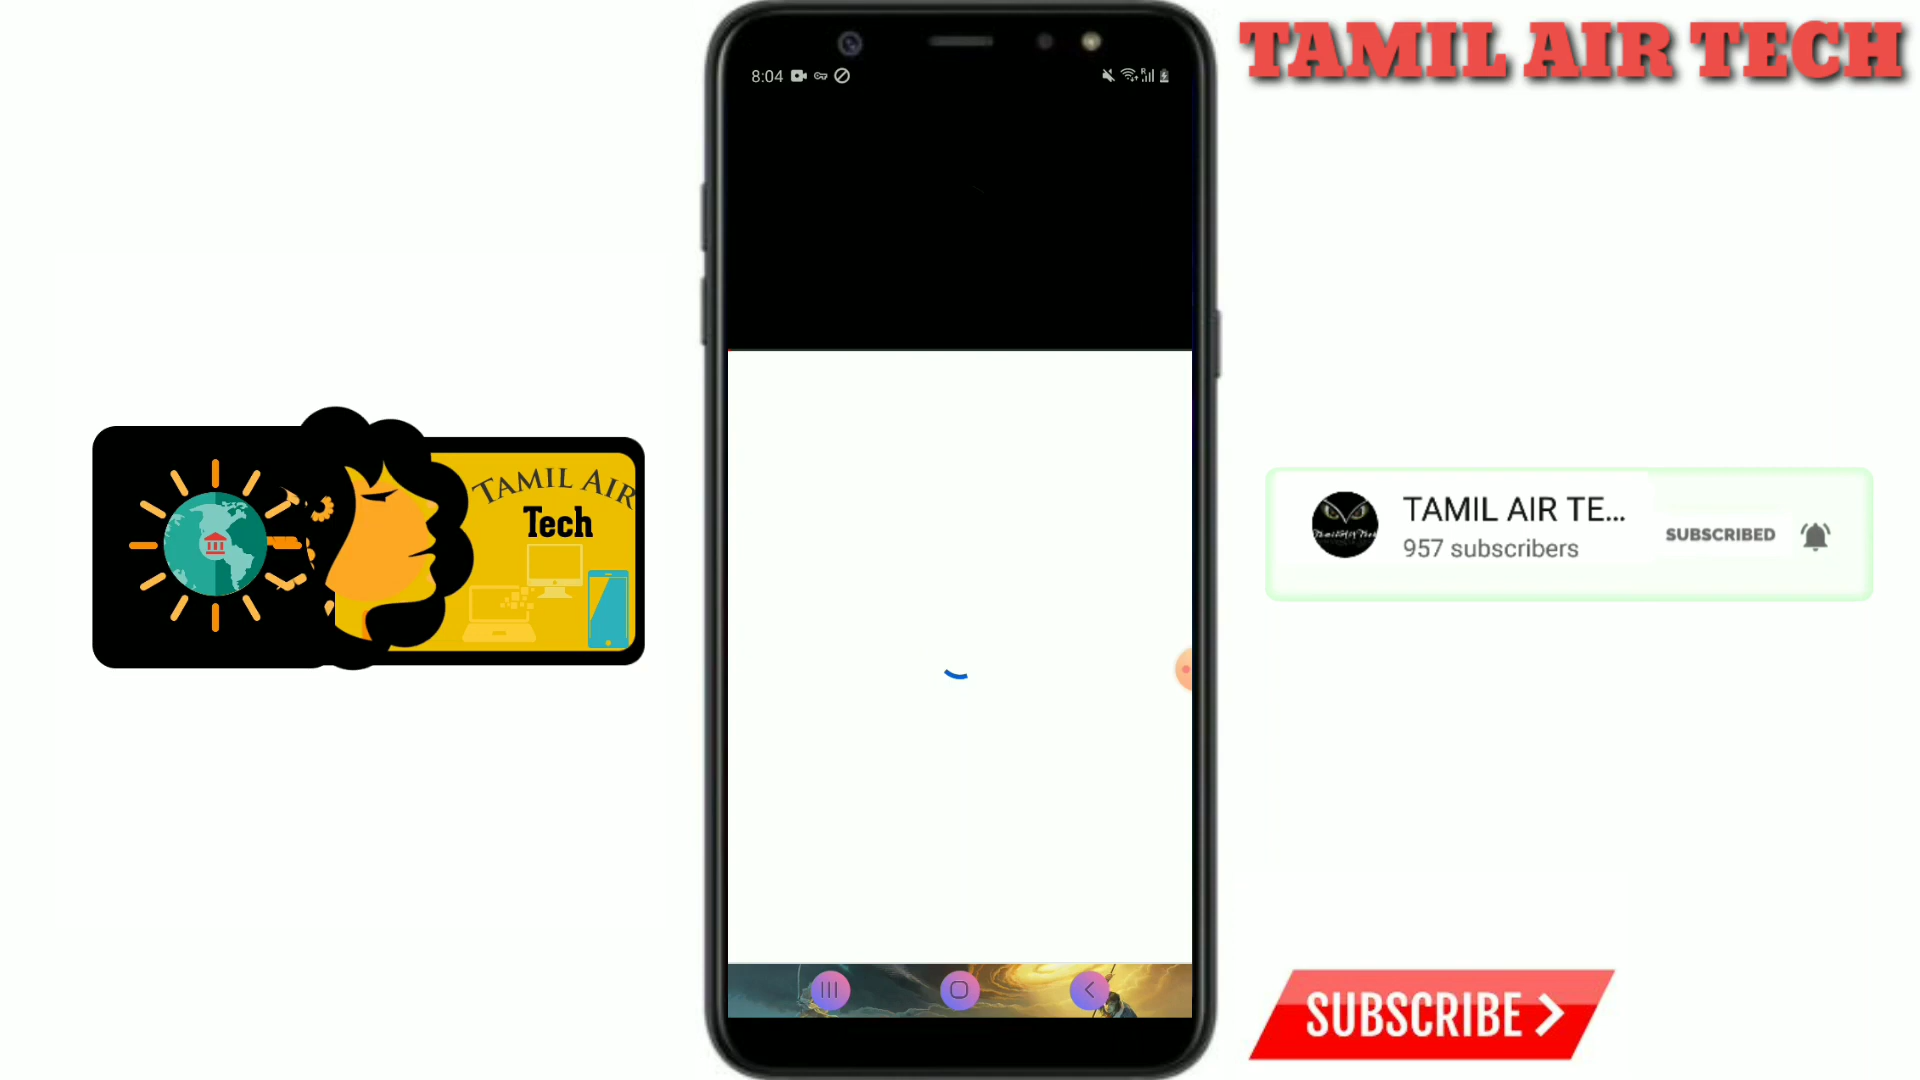 TAMIL AIR TECH
8:04
TAMIL AIR
Tech
TAMIL AIR TE...
957 subscribers
SUBSCRIBED
SUBSCRIBE